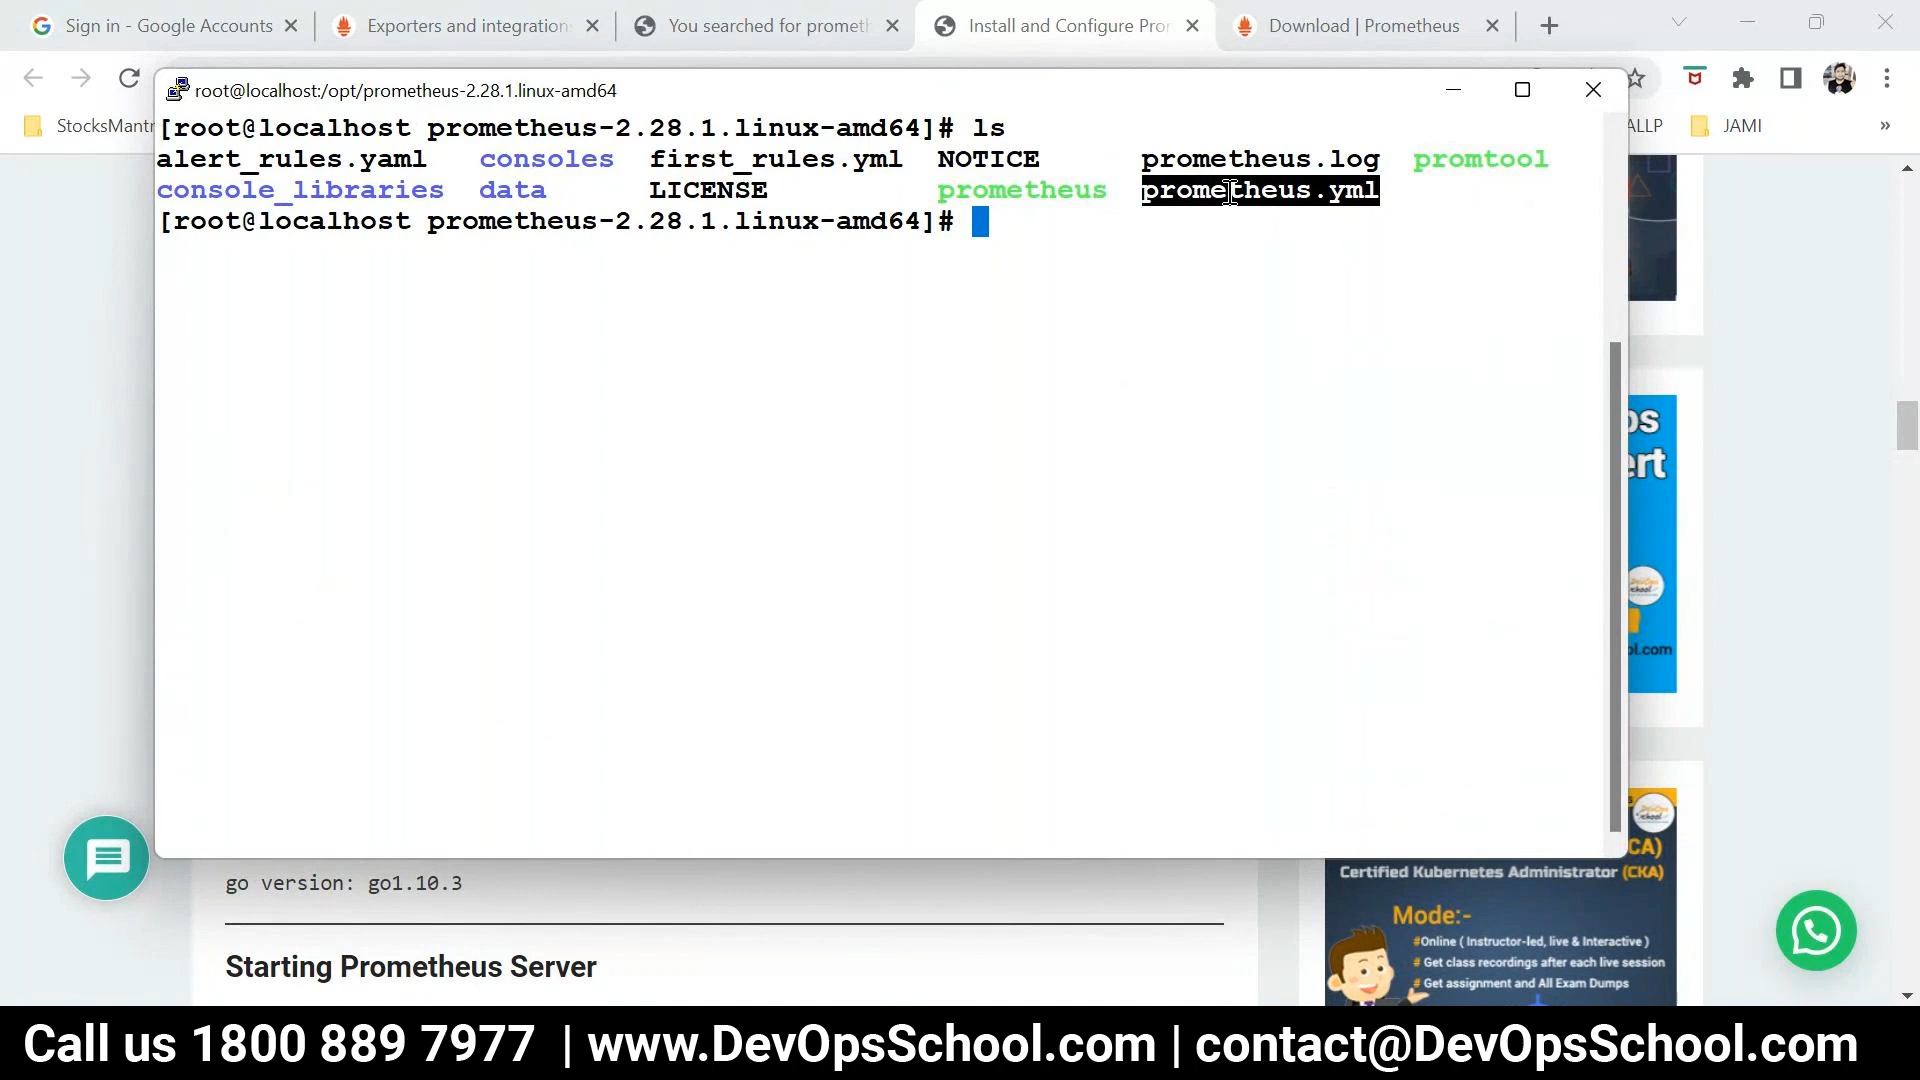 Sign in - Google Accounts
Exporters and integration
You searched for prometh
Install and Configure Pro
Download | Prometheus
StocksMantr
ALLP
JAMI
»
root@localhost:/opt/prometheus-2.28.1.linux-amd64
[root@localhost prometheus-2.28.1.linux-amd64]# ls
alert_rules.yaml consoles first_rules.yml NOTICE prometheus.log promtool
console_libraries data LICENSE prometheus prometheus.yml
[root@localhost prometheus-2.28.1.linux-amd64]#
ps
ert
ol.com
go version: go1.10.3
Starting Prometheus Server
CA)
Certified Kubernetes Administrator (CKA)
Mode:-
#Online ( Instructor-led, live & Interactive )
# Get class recordings after each live session
# Get assignment and All Exam Dumps
Call us 1800 889 7977 | www.DevOpsSchool.com | contact@DevOpsSchool.com